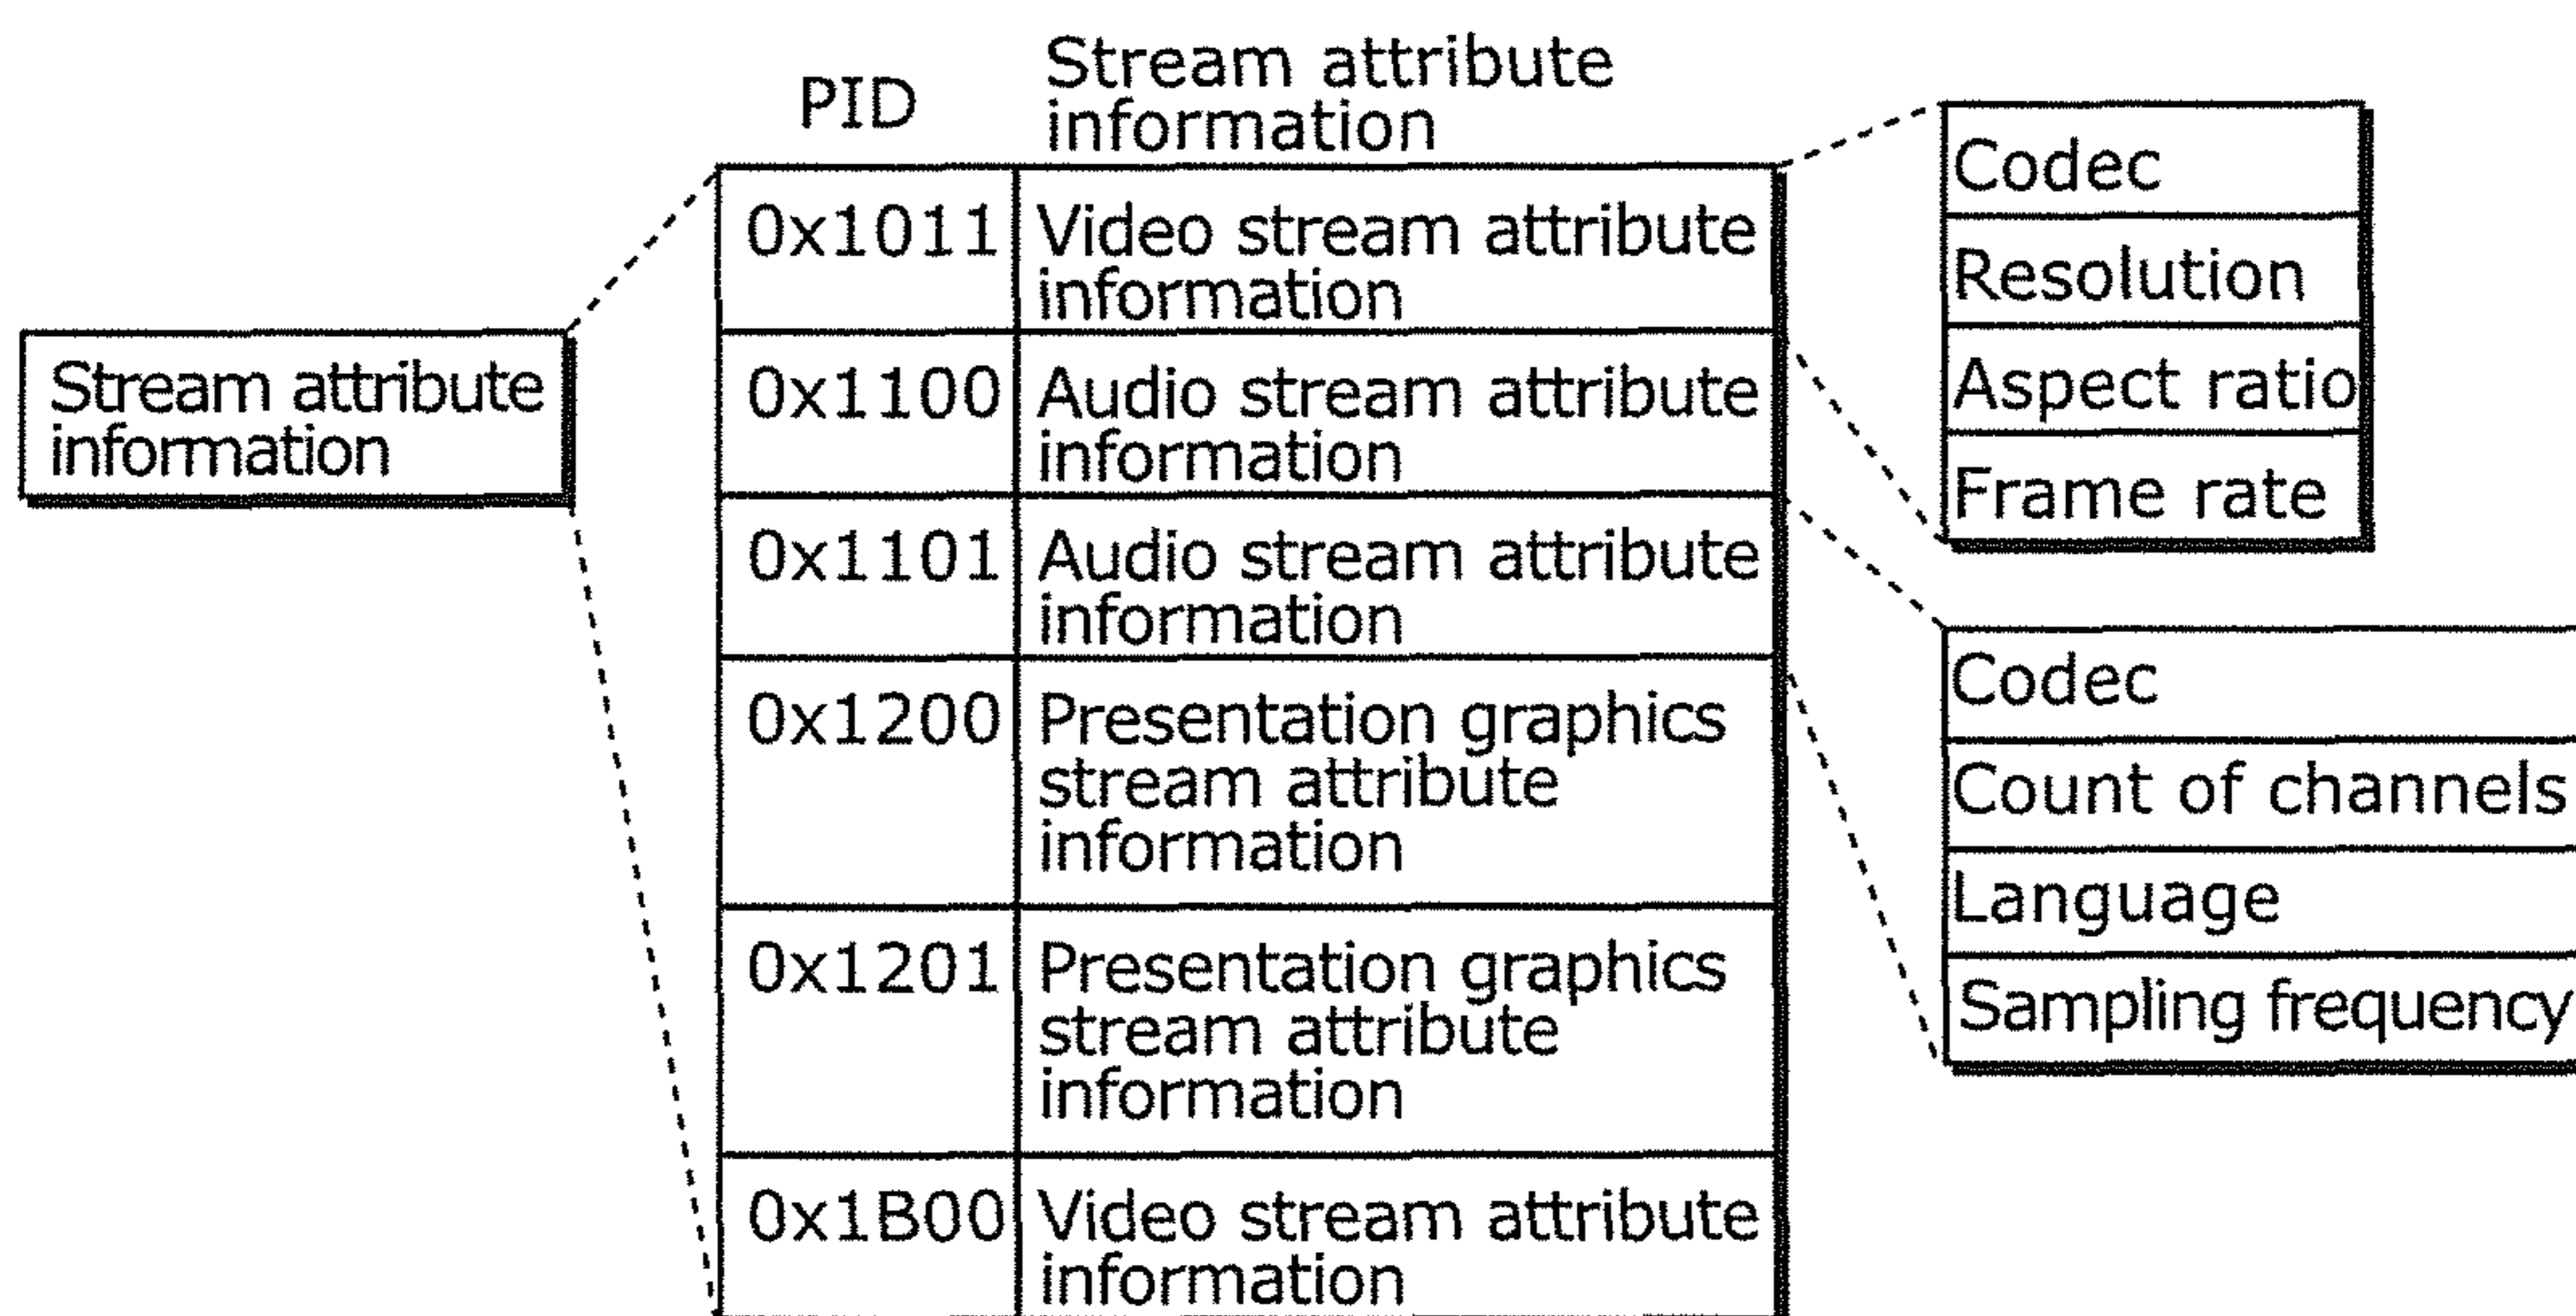 Stream attribute
information
PID
Stream attribute
information
0x1011
Video stream attribute
information
0x1100
Audio stream attribute
information
0x1101
Audio stream attribute
information
0x1200
Presentation graphics
stream attribute
information
0x1201
Presentation graphics
stream attribute
information
0x1B00
Video stream attribute
information
Codec
Resolution
Aspect ratio
Frame rate
Codec
Count of channels
Language
Sampling frequency